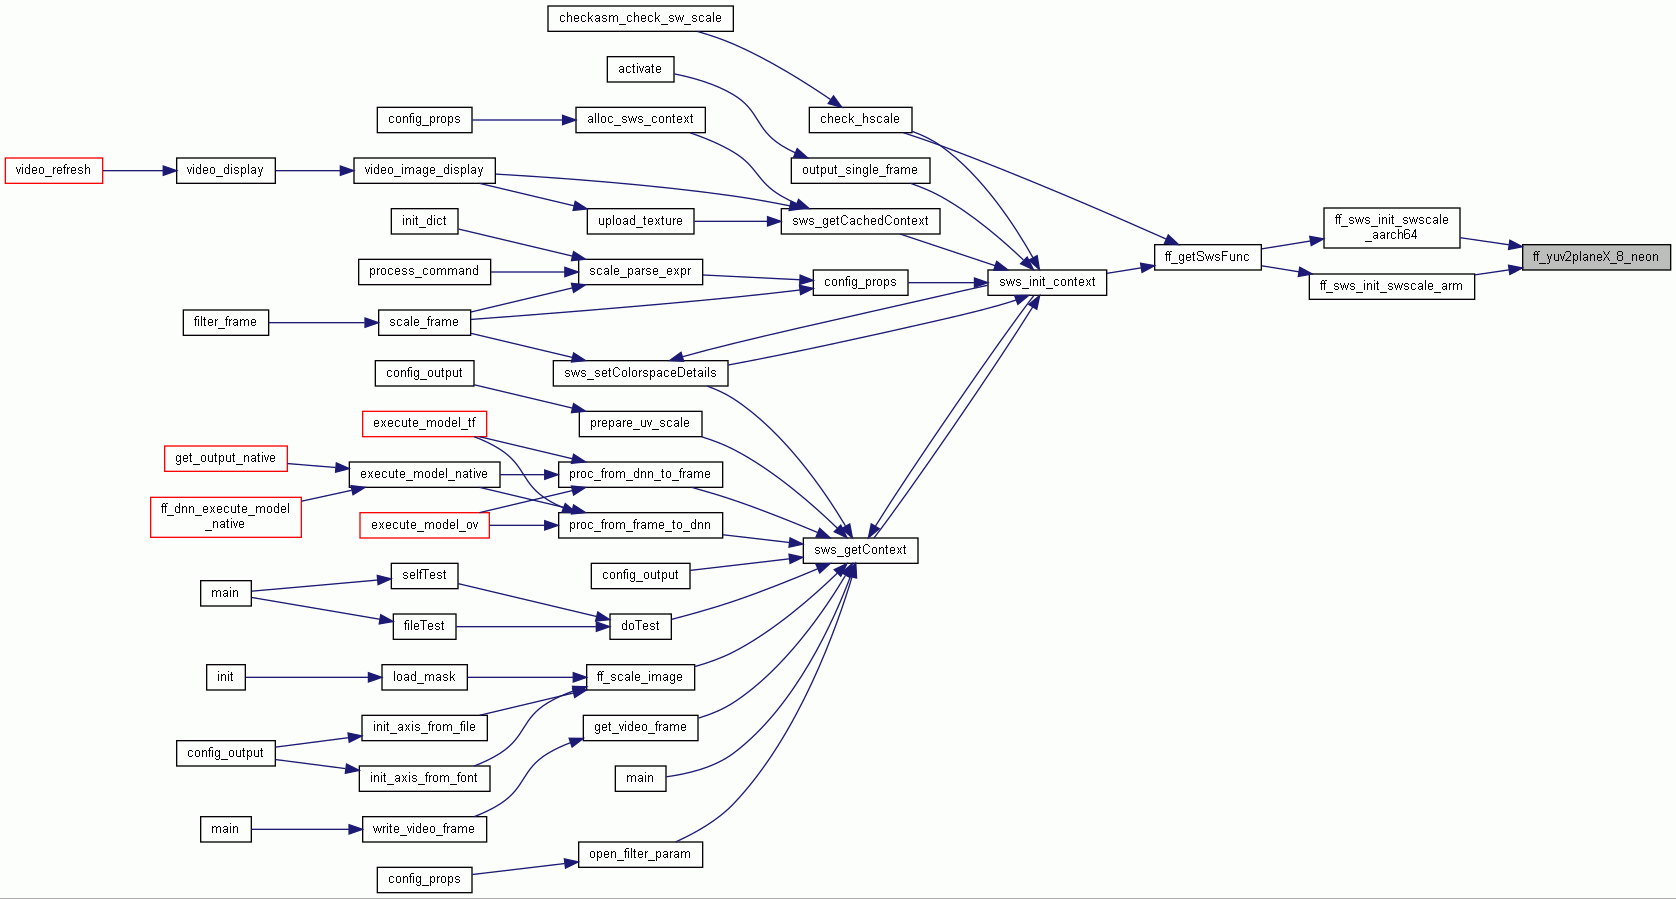 checkasm_check_sw_scale
activate
config_props
alloc_sws_context
check_hscale
video_refresh
video_display
video_image_display
output_single_frame
init_dict
upload_texture
sws_getCachedContext
ff_sws_init_swscale
_aarch64
ff_getSwsFunc
ff_yuv2planeX_8_neon
process_command
scale_parse_expr
config_props
sws_init_context
ff_sws_init_swscale_arm
filter_frame
scale_frame
config_output
sws_setColorspaceDetails
execute_model_tf
prepare_uv_scale
get_output_native
execute_model_native
proc_from_dnn_to_frame
ff_dnn_execute_model
_native
execute_model_ov
proc_from_frame_to_dnn
sws_getContext
selfTest
config_output
main
fileTest
doTest
init
load_mask
ff_scale_image
init_axis_from_file
get_video_frame
config_output
init_axis_from_font
main
main
write_video_frame
open_filter_param
config_props